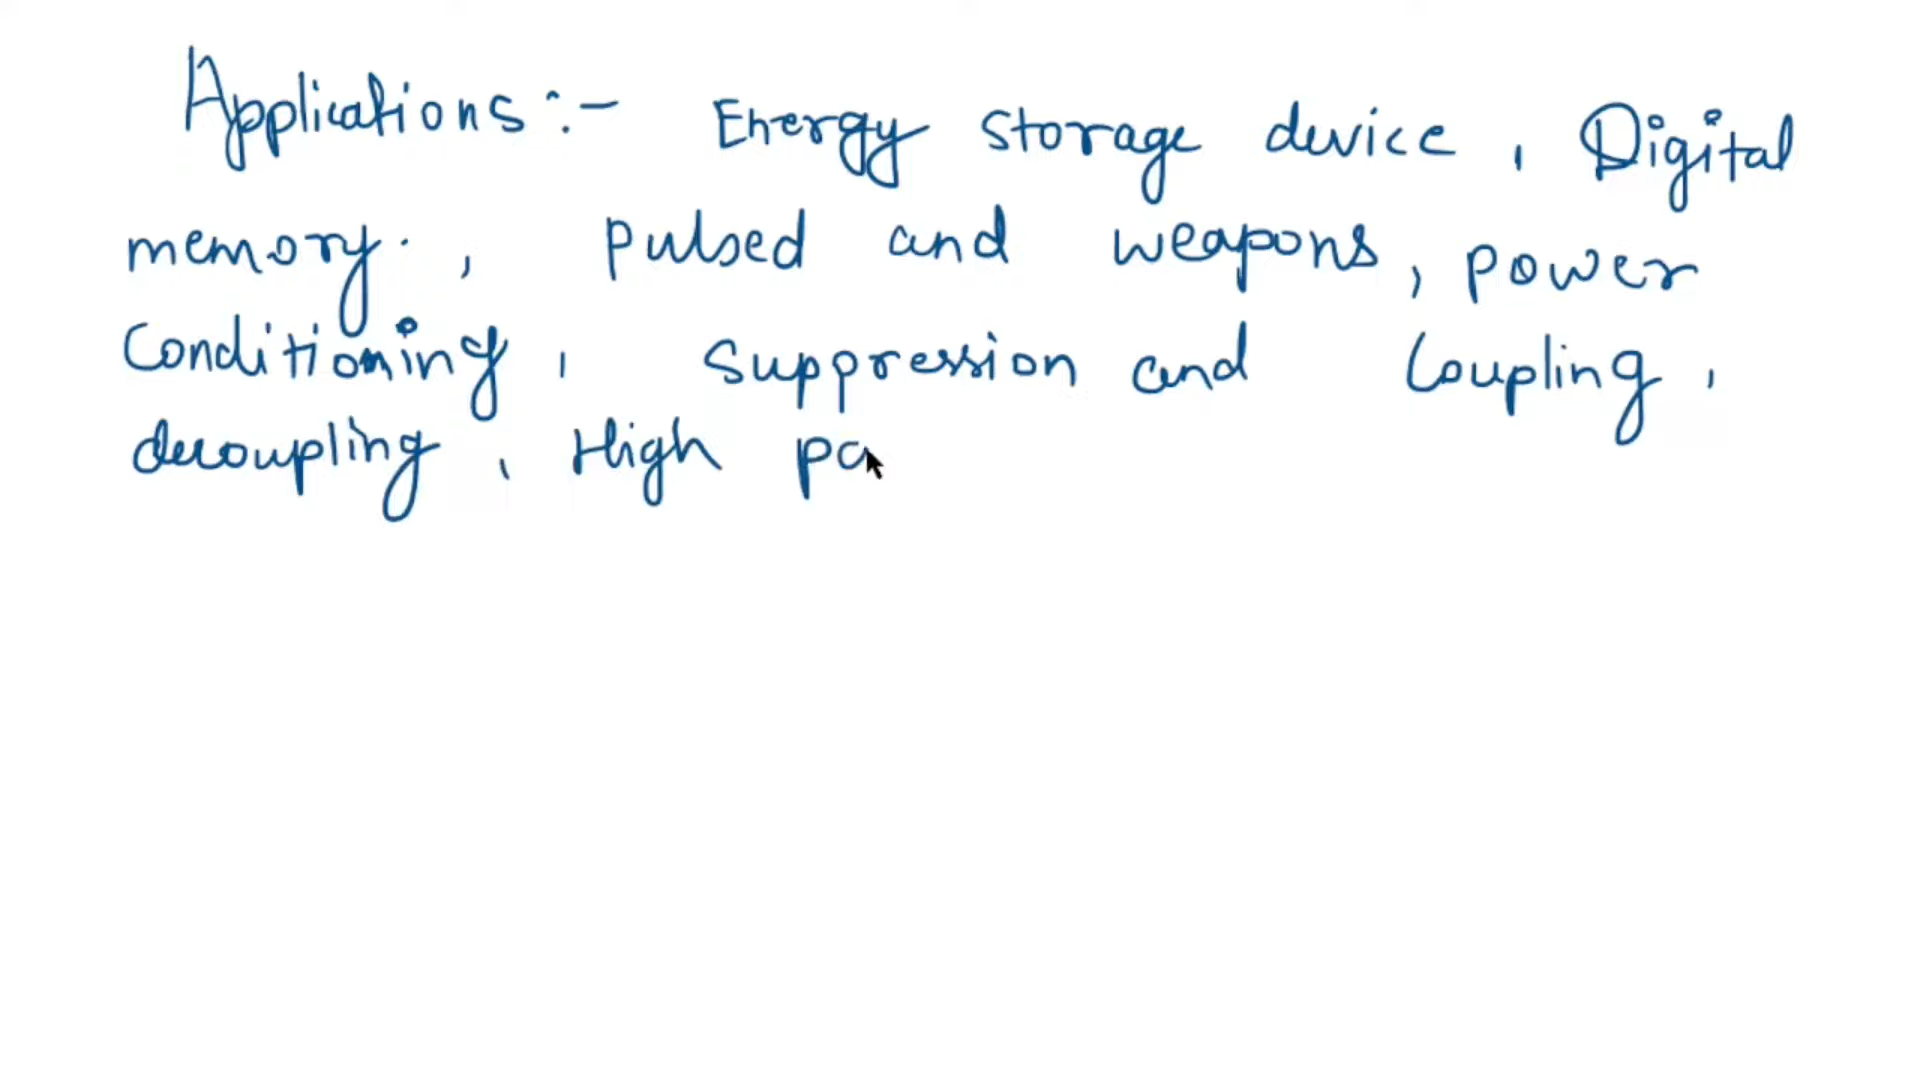 Applications :- Energy storage device , Digital
memory. , pulsed and weapons, power
Conditioning , Suppression and Coupling ,
decoupling , High pa